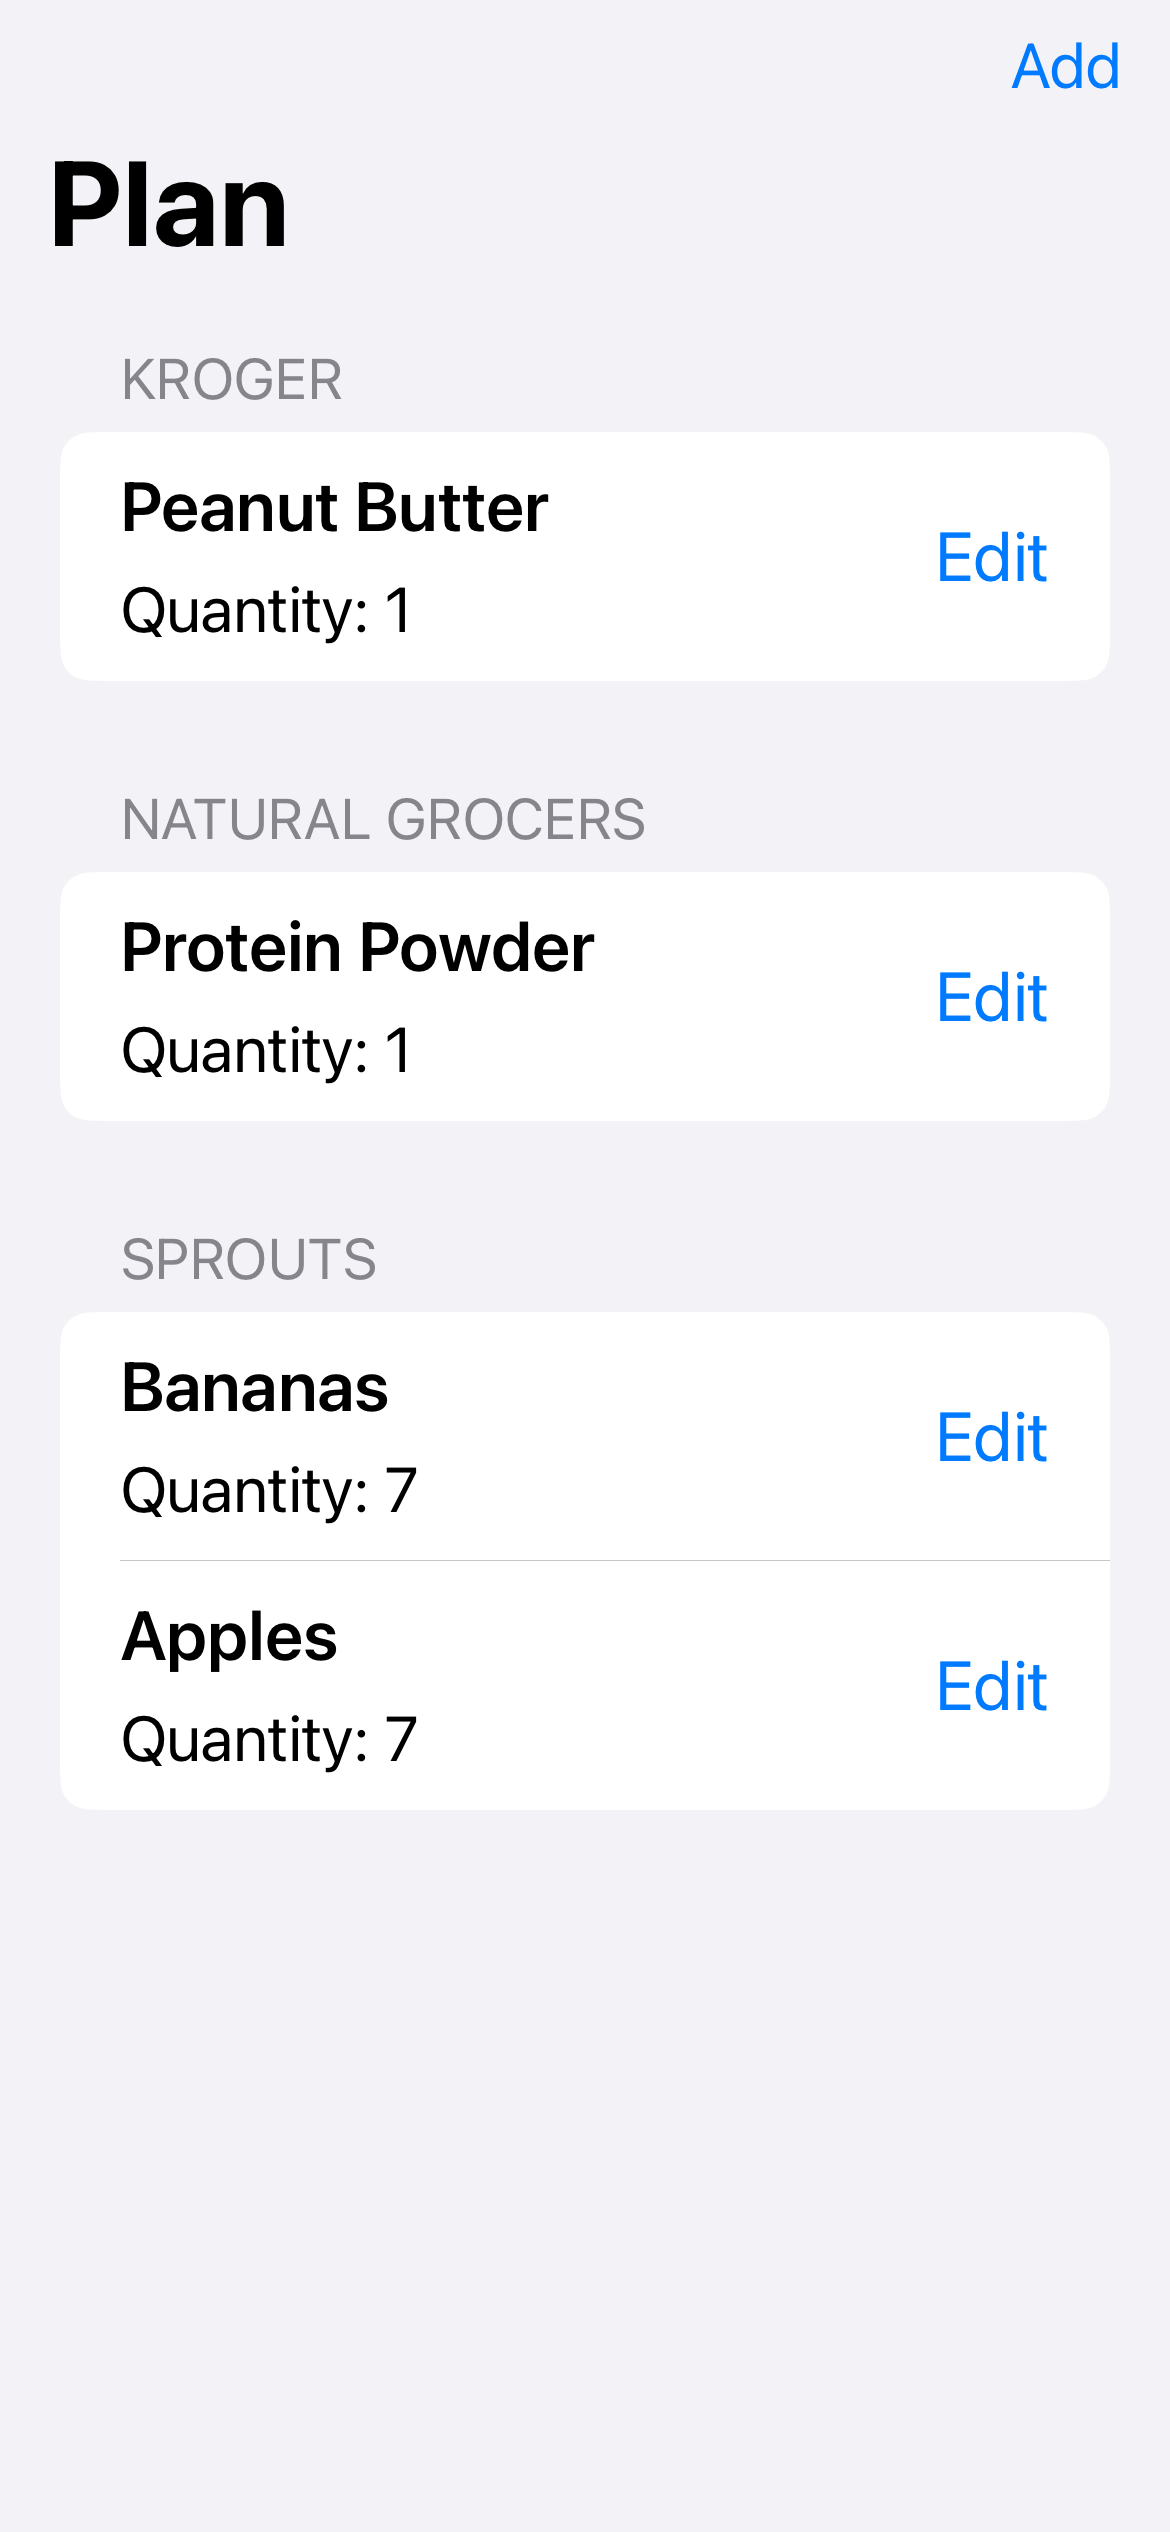 Add
Plan
KROGER
Peanut Butter
Edit
Quantity: 1
NATURAL GROCERS
Protein Powder
Edit
Quantity: 1
SPROUTS
Bananas
Edit
Quantity: 7
Apples
Edit
Quantity: 7